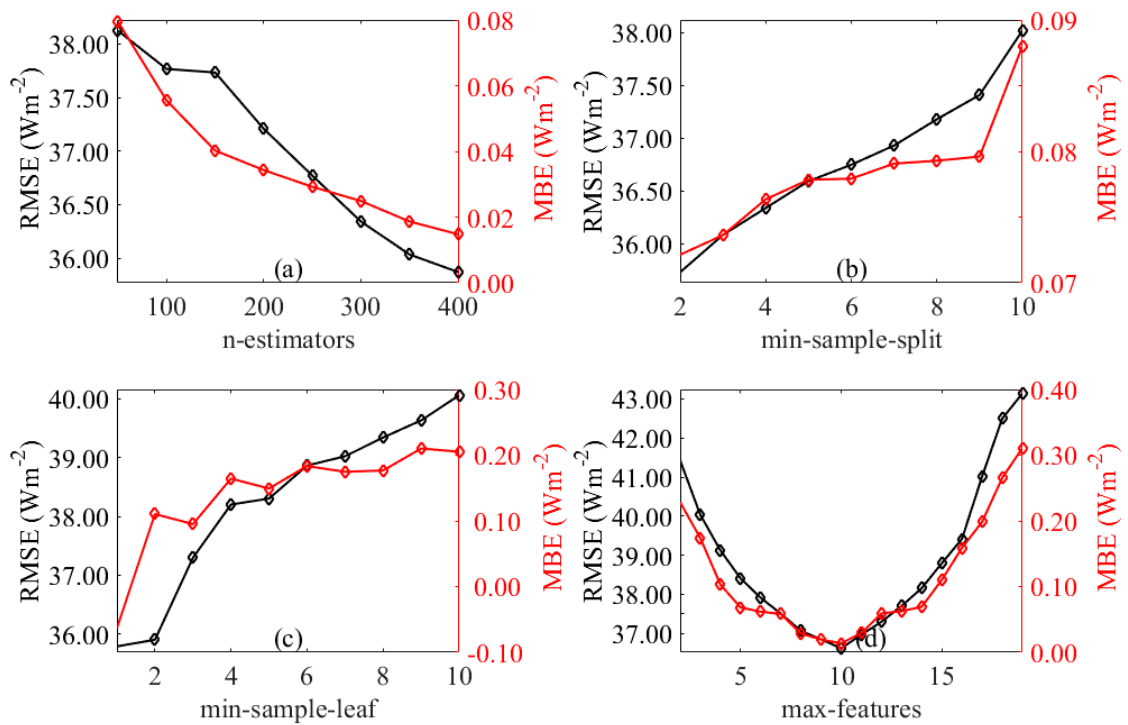 38.00
37.50
37.00
36.50
36.00
RMSE (Wm-2)
0.08
0.06
0.04
0.02
0.00
MBE (Wm-2)
(a)
100 200 300 400
n-estimators
38.00
37.50
37.00
36.50
36.00
RMSE (Wm-2)
0.09
0.08
0.07
MBE (Wm-2)
(b)
2 4 6 8 10
min-sample-split
40.00
39.00
38.00
37.00
36.00
RMSE (Wm-2)
0.30
0.20
0.10
0.00
-0.10
MBE (Wm-2)
(c)
2 4 6 8 10
min-sample-leaf
43.00
42.00
41.00
40.00
39.00
38.00
37.00
RMSE (Wm-2)
0.40
0.30
0.20
0.10
0.00
MBE (Wm-2)
(d)
5 10 15
max-features